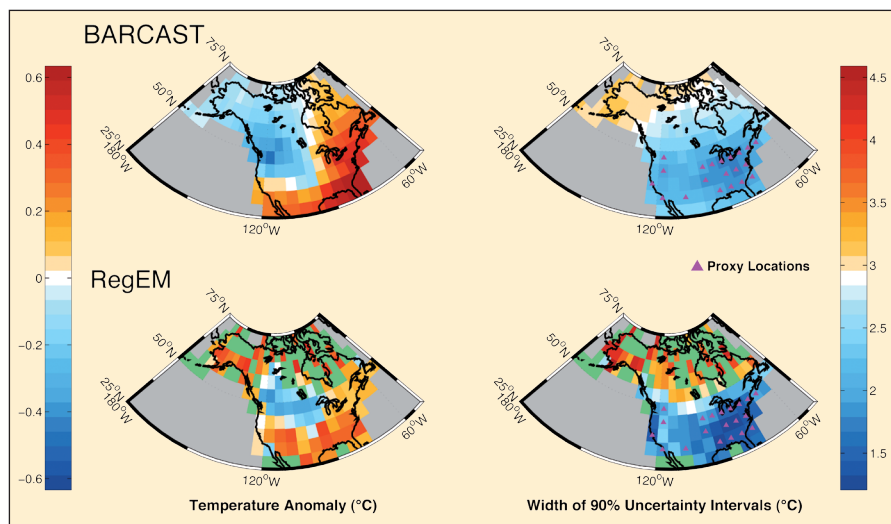 BARCAST
75°N
50°N
25°N
180°W
120°W
60°W
75°N
50°N
25°N
180°W
120°W
60°W
0.6
0.4
0.2
0
−0.2
−0.4
−0.6
4.5
4
3.5
3
2.5
2
1.5
Proxy Locations
RegEM
75°N
50°N
25°N
180°W
120°W
60°W
75°N
50°N
25°N
180°W
120°W
60°W
Temperature Anomaly (°C)
Width of 90% Uncertainty Intervals (°C)